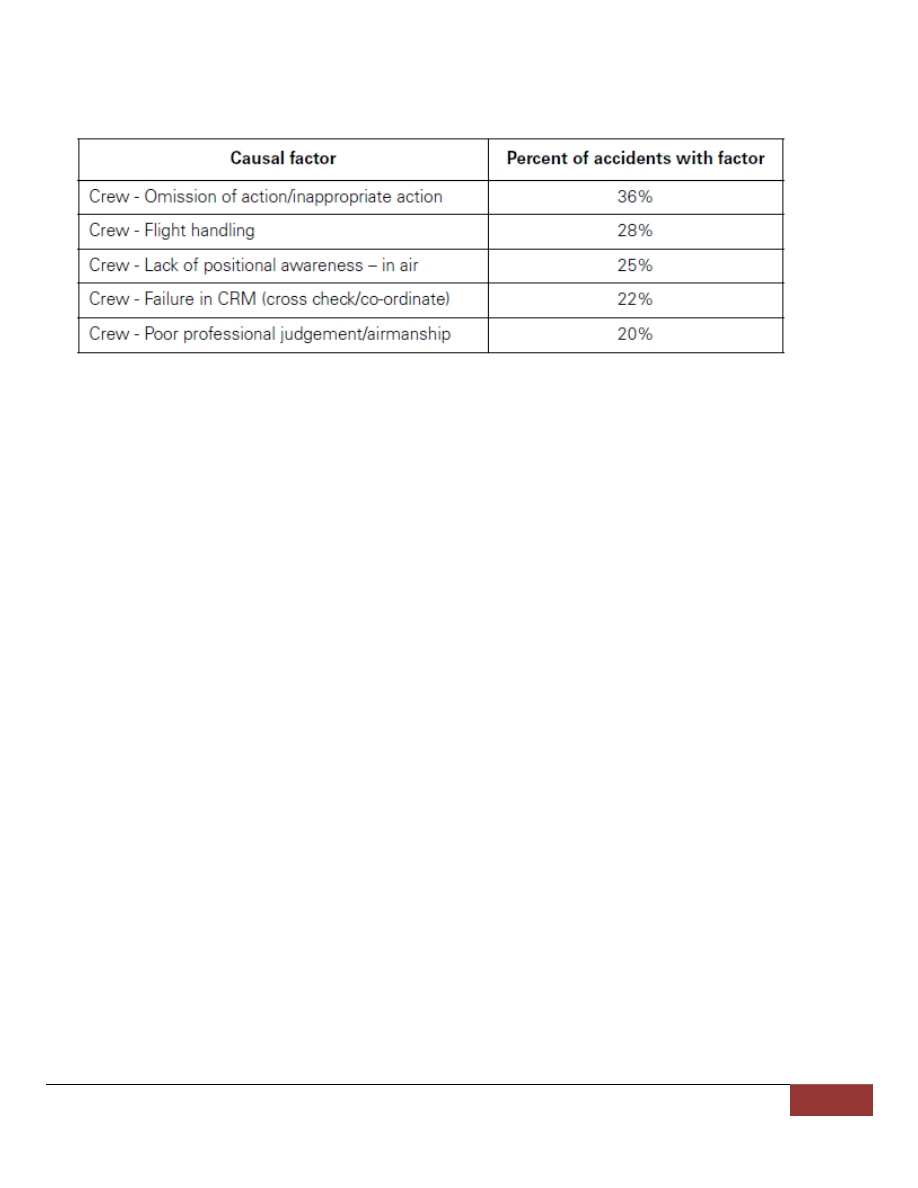 Causal factor Percent of accidents with factor
Crew - Omission of action/inappropriate action 36%
Crew - Flight handling 28%
Crew - Lack of positional awareness – in air 25%
Crew - Failure in CRM (cross check/co-ordinate) 22%
Crew - Poor professional judgement/airmanship 20%